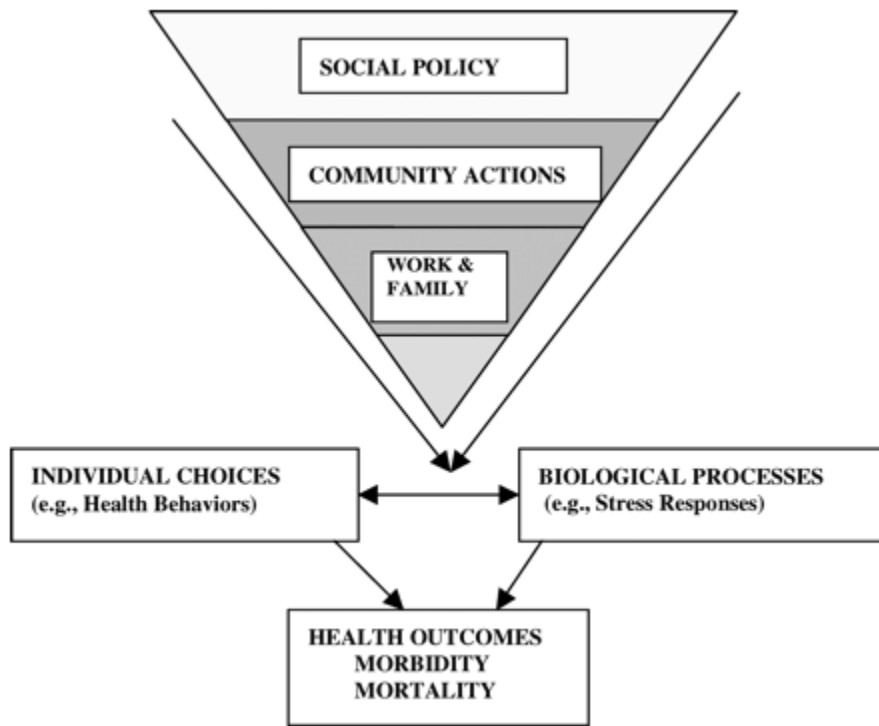 SOCIAL POLICY
COMMUNITY ACTIONS
WORK &
FAMILY
INDIVIDUAL CHOICES
(e.g., Health Behaviors)
BIOLOGICAL PROCESSES
(e.g., Stress Responses)
HEALTH OUTCOMES
MORBIDITY
MORTALITY